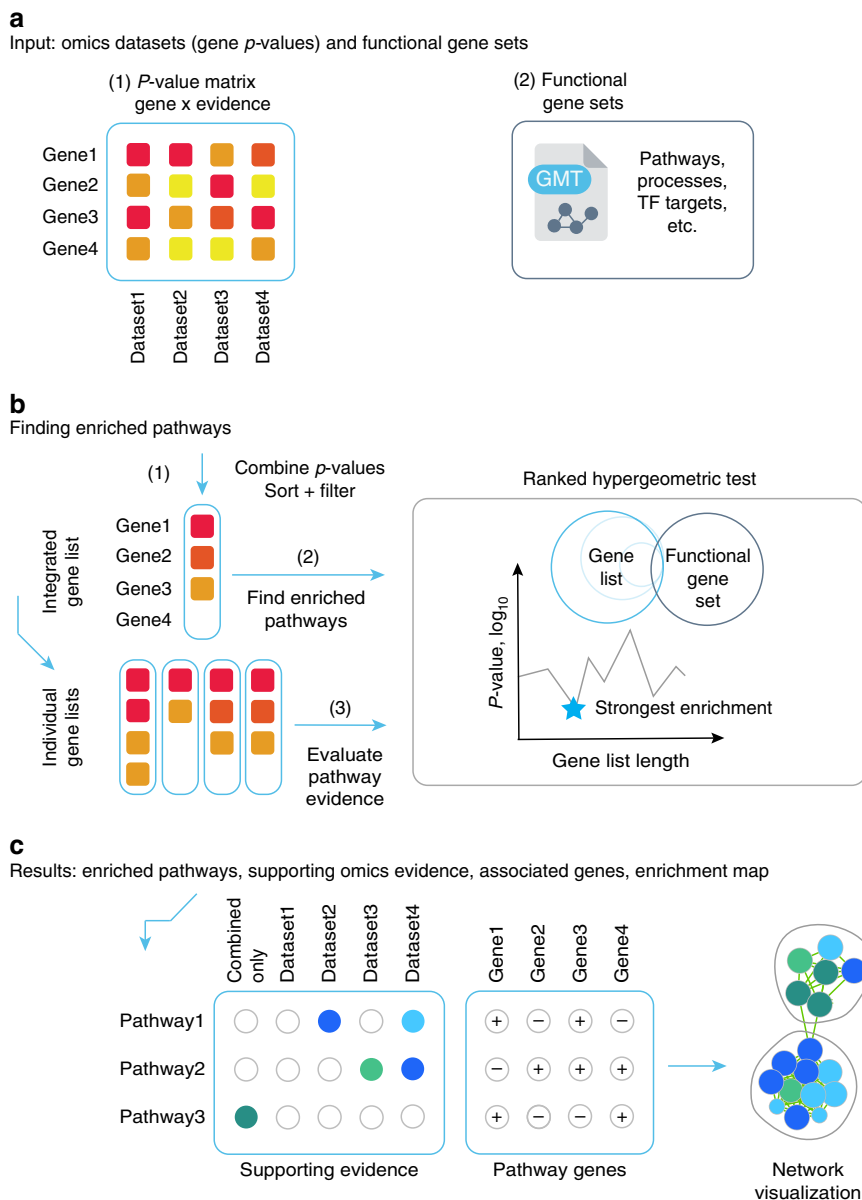 a
Input: omics datasets (gene p-values) and functional gene sets
(1) P-value matrix
gene x evidence
Gene1
Gene2
Gene3
Gene4
Dataset1
Dataset2
Dataset3
Dataset4
(2) Functional
gene sets
GMT
Pathways,
processes,
TF targets,
etc.
b
Finding enriched pathways
(1)
Combine p-values
Sort + filter
Integrated
gene list
Gene1
Gene2
Gene3
Gene4
(2)
Find enriched
pathways
Individual
gene lists
(3)
Evaluate
pathway
evidence
Ranked hypergeometric test
Gene
list
Functional
gene
set
P-value, log10
Strongest enrichment
Gene list length
c
Results: enriched pathways, supporting omics evidence, associated genes, enrichment map
Combined
only
Dataset1
Dataset2
Dataset3
Dataset4
Gene1
Gene2
Gene3
Gene4
Pathway1
+ − + −
Pathway2
− + + +
Pathway3
+ − − +
Supporting evidence
Pathway genes
Network
visualization